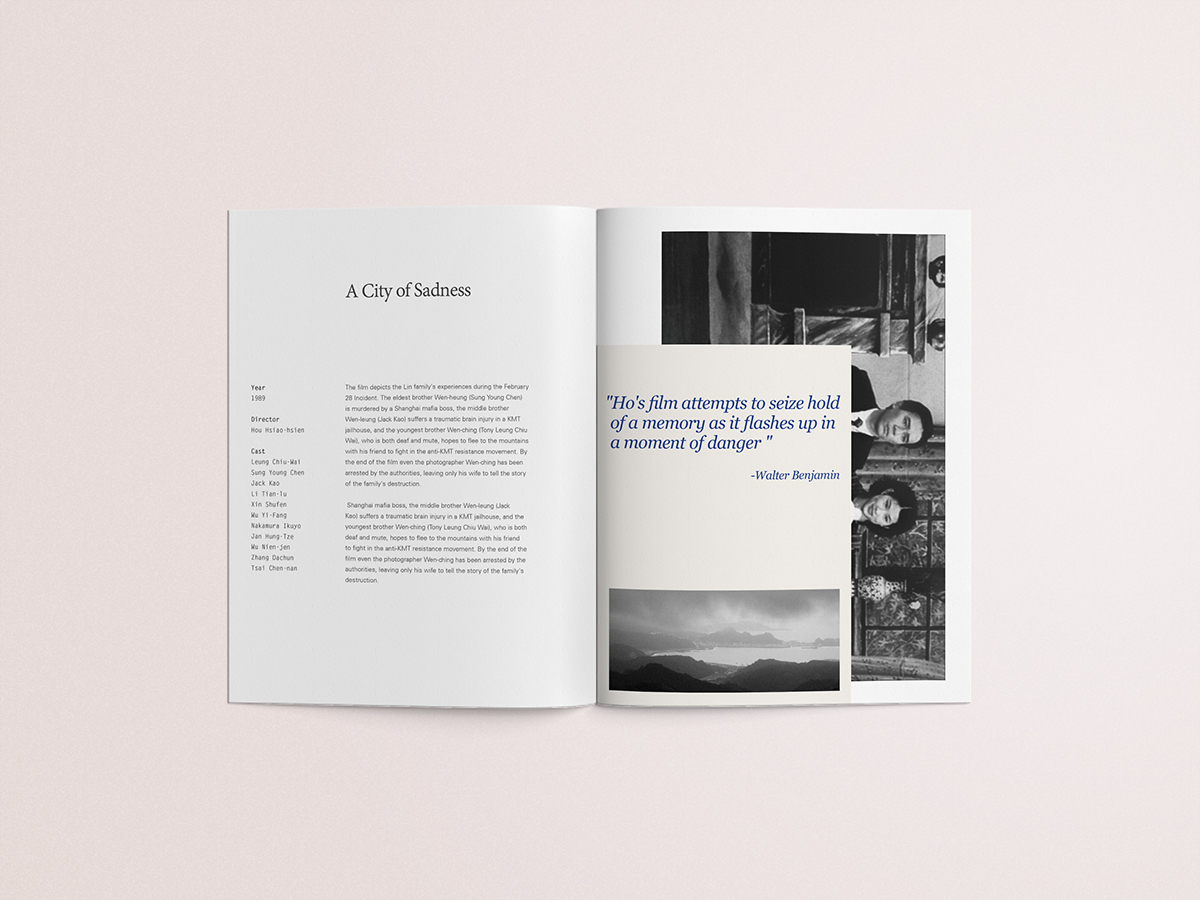 A City of Sadness
Year
1989
Director
Hou Hsiao-hsien
Cast
Leung Chiu-Wai
Sung Young Chen
Jack Kao
Li Tian-lu
Xin Shufen
Wu Yi-Fang
Nakamura Ikuyo
Jan Hung-Tze
Wu Nien-jen
Zhang Dachun
Tsai Chen-nan
The film depicts the Lin family's experiences during the February
28 Incident. The eldest brother Wen-heung (Sung Young Chen)
is murdered by a Shanghai mafia boss, the middle brother
Wen-leung (Jack Kao) suffers a traumatic brain injury in a KMT
jailhouse, and the youngest brother Wen-ching (Tony Leung Chiu
Wai), who is both deaf and mute, hopes to flee to the mountains
with his friend to fight in the anti-KMT resistance movement. By
the end of the film even the photographer Wen-ching has been
arrested by the authorities, leaving only his wife to tell the story
of the family's destruction.
Shanghai mafia boss, the middle brother Wen-leung (Jack
Kao) suffers a traumatic brain injury in a KMT jailhouse, and the
youngest brother Wen-ching (Tony Leung Chiu Wai), who is both
deaf and mute, hopes to flee to the mountains with his friend
to fight in the anti-KMT resistance movement. By the end of the
film even the photographer Wen-ching has been arrested by the
authorities, leaving only his wife to tell the story of the family's
destruction.
"Ho's film attempts to seize hold
of a memory as it flashes up in
a moment of danger "
-Walter Benjamin